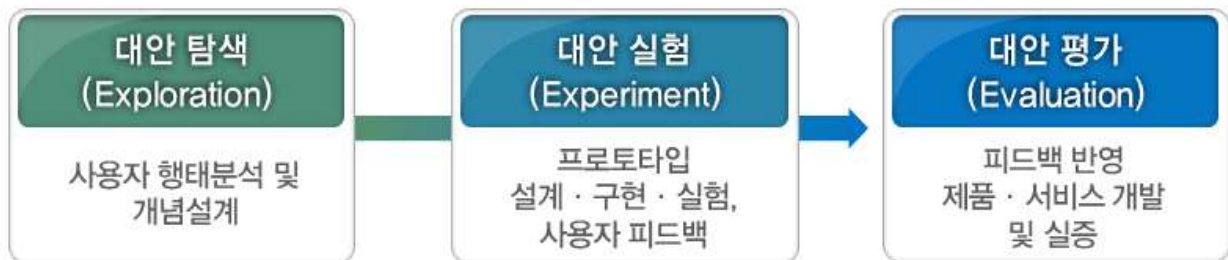 대안 탐색
(Exploration)
사용자 행태분석 및
개념설계
대안 실험
(Experiment)
프로토타입
설계 · 구현 · 실험,
사용자 피드백
대안 평가
(Evaluation)
피드백 반영
제품 · 서비스 개발
및 실증